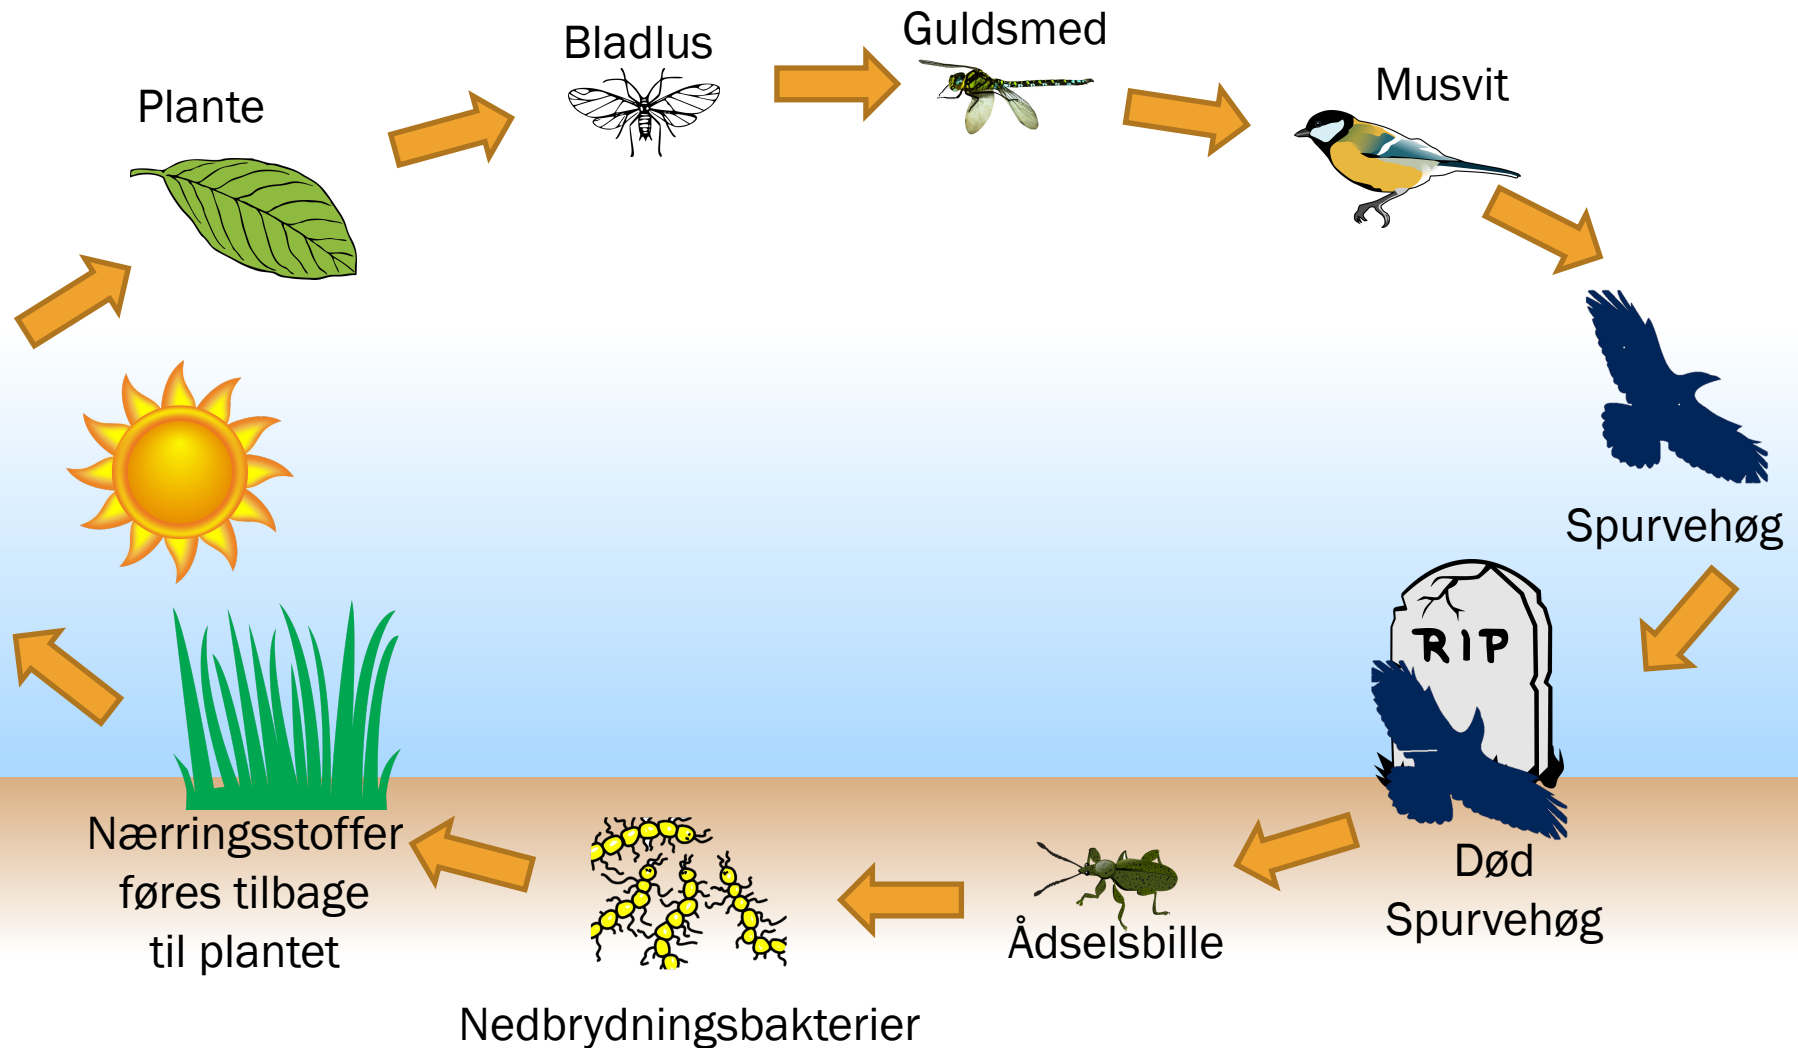 Plante
Bladlus
Guldsmed
Musvit
Spurvehøg
RIP
Død
Spurvehøg
Ådselsbille
Nedbrydningsbakterier
Nærringsstoffer
føres tilbage
til plantet